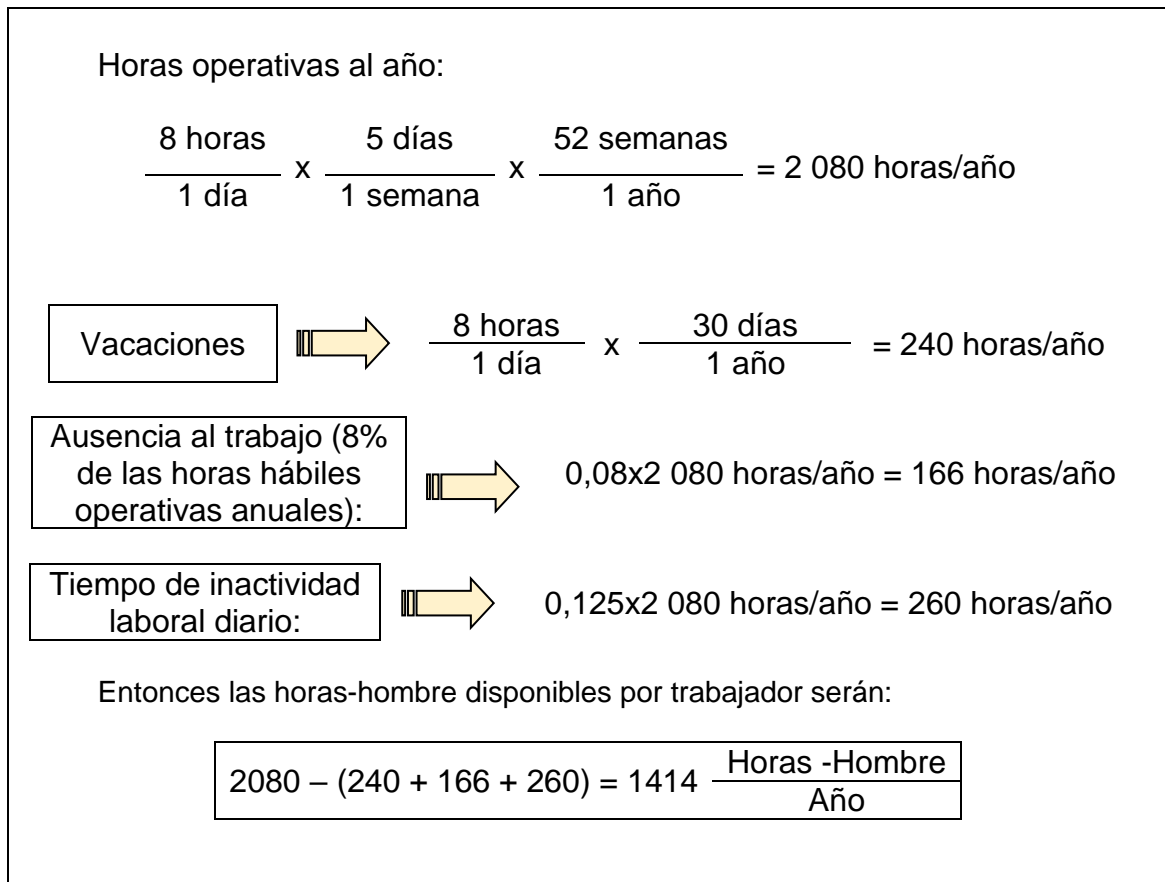 Horas operativas al año:
8 horas 5 días 52 semanas
x x = 2 080 horas/año
1 día 1 semana 1 año
Vacaciones
8 horas 30 días
x = 240 horas/año
1 día 1 año
Ausencia al trabajo (8%
de las horas hábiles
operativas anuales):
0,08x2 080 horas/año = 166 horas/año
Tiempo de inactividad
laboral diario:
0,125x2 080 horas/año = 260 horas/año
Entonces las horas-hombre disponibles por trabajador serán:
2080 – (240 + 166 + 260) = 1414 Horas -Hombre
Año